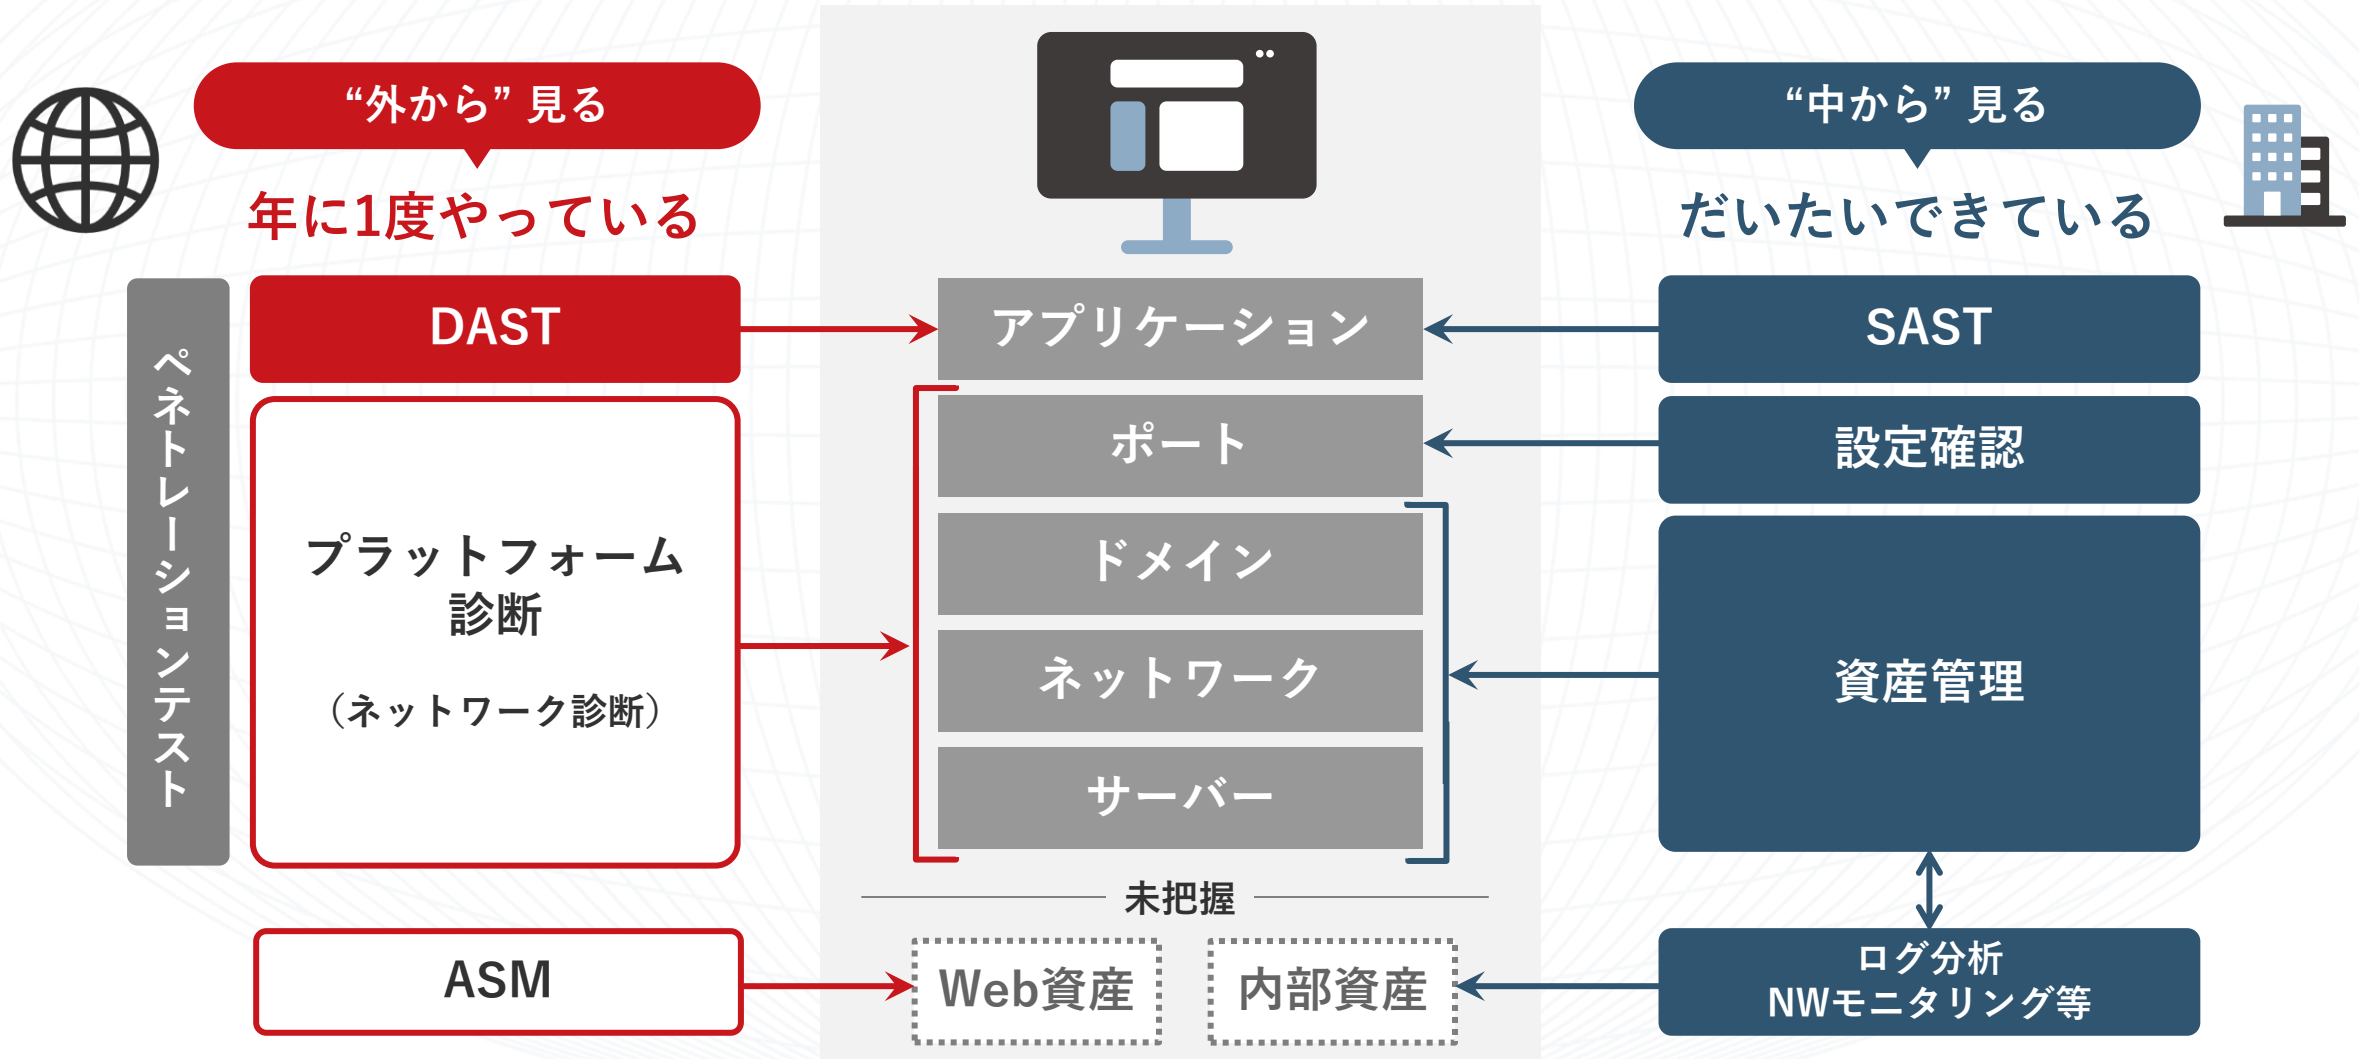 “外から” 見る
年に1度やっている
ペネトレーションテスト
DAST
プラットフォーム
診断
（ネットワーク診断）
ASM
アプリケーション
ポート
ドメイン
ネットワーク
サーバー
未把握
Web資産
内部資産
“中から” 見る
だいたいできている
SAST
設定確認
資産管理
ログ分析
NWモニタリング等